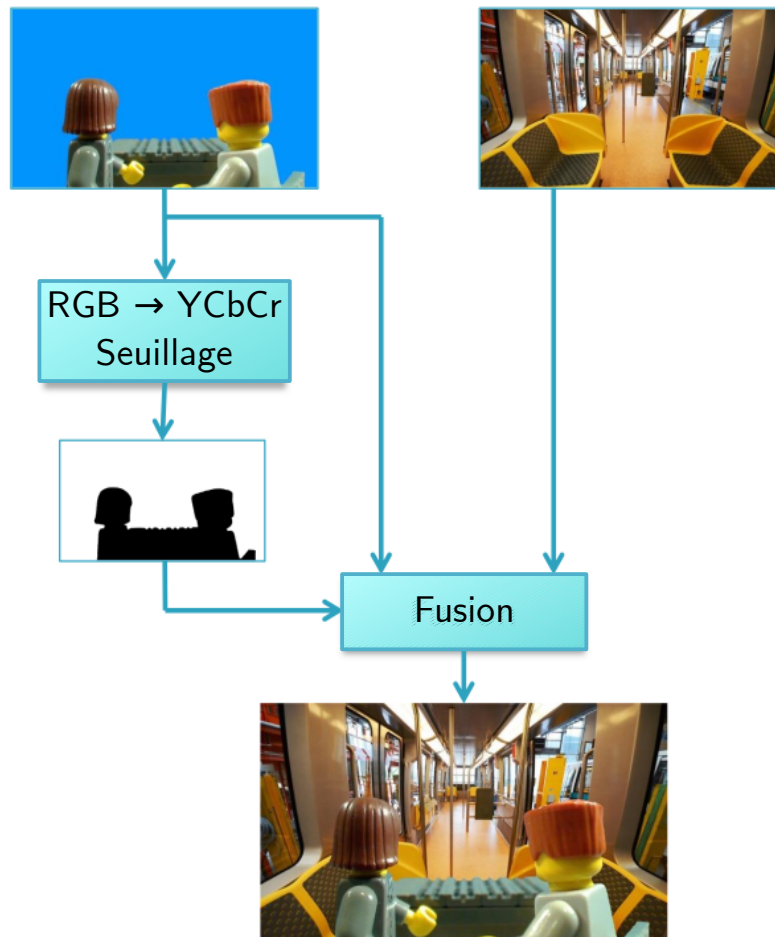 RGB → YCbCr
Seuillage
Fusion